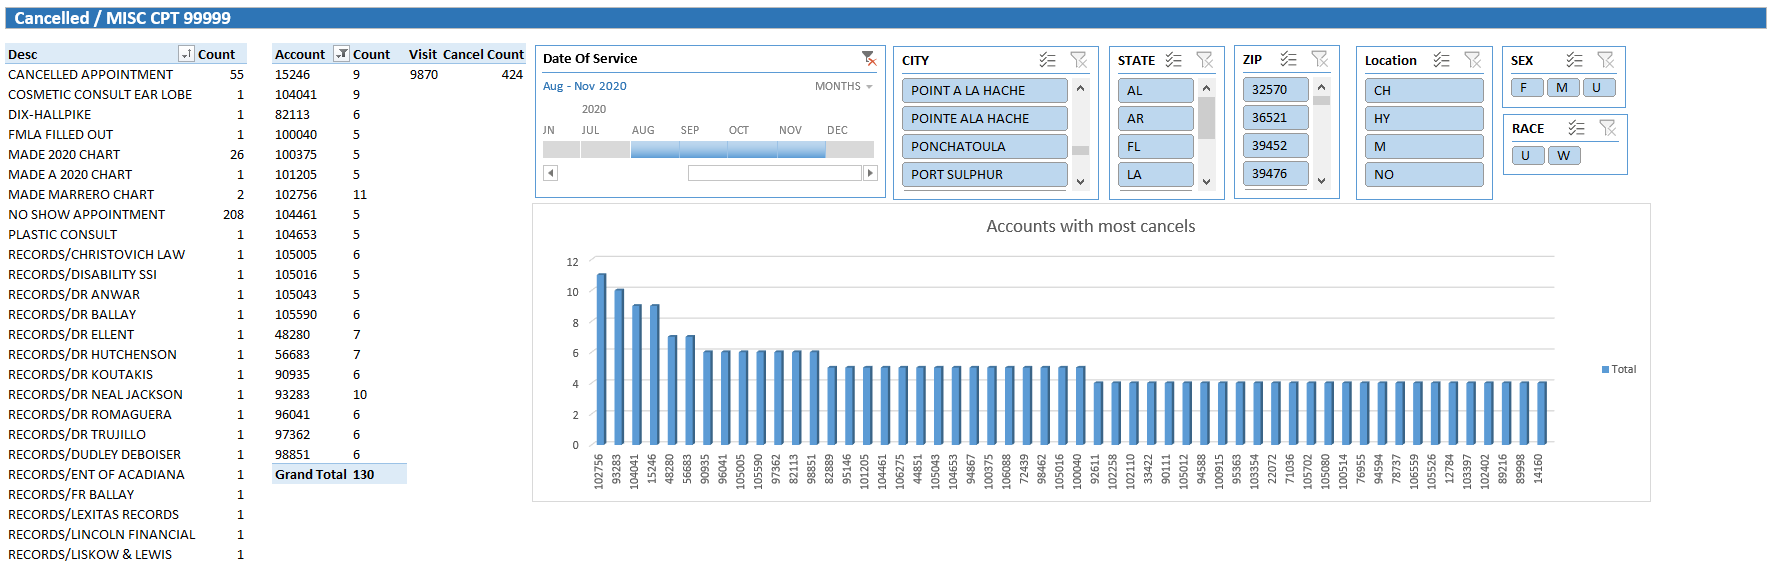 Cancelled / MISC CPT 99999
Desc Count
CANCELLED APPOINTMENT 55
COSMETIC CONSULT EAR LOBE 1
DIX-HALLPIKE 1
FMLA FILLED OUT 1
MADE 2020 CHART 26
MADE A 2020 CHART 1
MADE MARRERO CHART 2
NO SHOW APPOINTMENT 208
PLASTIC CONSULT 1
RECORDS/CHRISTOVICH LAW 1
RECORDS/DISABILITY SSI 1
RECORDS/DR ANWAR 1
RECORDS/DR BALLAY 1
RECORDS/DR ELLENT 1
RECORDS/DR HUTCHENSON 1
RECORDS/DR KOUTAKIS 1
RECORDS/DR NEAL JACKSON 1
RECORDS/DR ROMAGUERA 1
RECORDS/DR TRUJILLO 1
RECORDS/DUDLEY DEBOISER 1
RECORDS/ENT OF ACADIANA 1
RECORDS/FR BALLAY 1
RECORDS/LEXITAS RECORDS 1
RECORDS/LINCOLN FINANCIAL 1
RECORDS/LISKOW & LEWIS 1
Account Count Visit Cancel Count
15246 9 9870 424
104041 9
82113 6
100040 5
100375 5
101205 5
102756 11
104461 5
104653 5
105005 6
105016 5
105043 5
105590 6
48280 7
56683 7
90935 6
93283 10
96041 6
97362 6
98851 6
Grand Total 130
Date Of Service
Aug - Nov 2020 MONTHS
2020
JN JUL AUG SEP OCT NOV DEC
CITY
POINT A LA HACHE
POINTE ALA HACHE
PONCHATOULA
PORT SULPHUR
STATE
AL
AR
FL
LA
ZIP
32570
36521
39452
39476
Location
CH
HY
M
NO
SEX
F M U
RACE
U W
Accounts with most cancels
12
10
8
6
4
2
0
102756 93283 104041 15246 48280 56683 90935 96041 105005 105590 97362 82113 98851 82889 95146 101205 104461 106275 44851 105043 104653 94867 100375 106088 72439 98462 105016 100040 92611 102258 102110 33422 90111 105012 94588 100915 95363 103354 22072 71036 105702 105080 100514 76955 94594 78737 106559 105526 12784 103397 102402 89216 89998 14160
Total